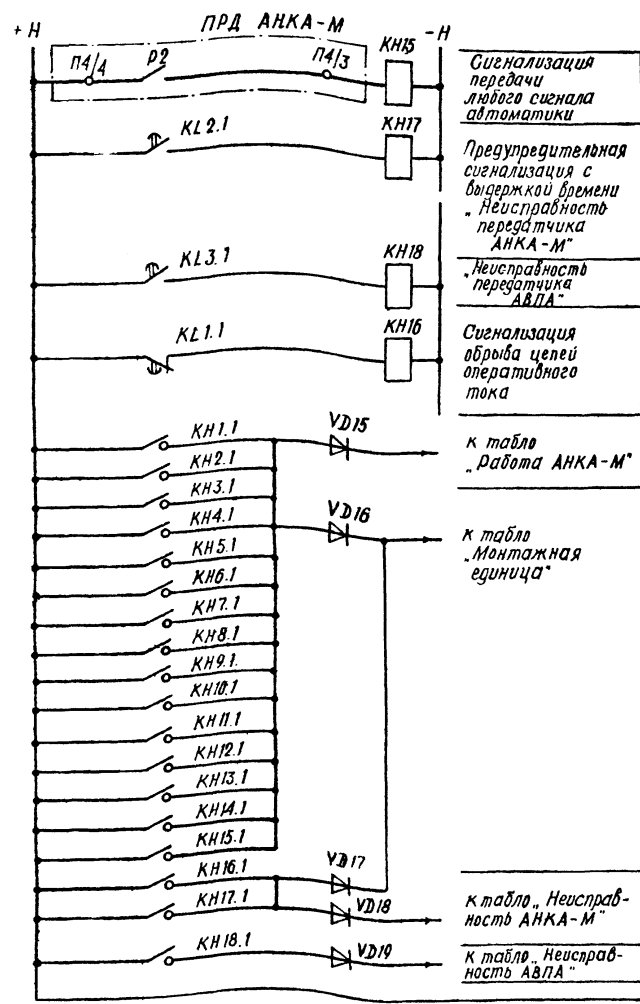 +Н
ПРД АНКА-М
-Н
П4/4
Р2
П4/3
КН15
Сигнализация
передачи
любого сигнала
автоматики
KL2.1
КН17
Предупредительная
сигнализация с
выдержкой времени
„Неисправность
передатчика
АНКА-М"
KL3.1
КН18
„Неисправность
передатчика
АВПА"
KL1.1
КН16
Сигнализация
обрыва цепей
оперативного
тока
КН1.1
VD15
к табло
„Работа АНКА-М"
КН2.1
КН3.1
КН4.1
VD16
к табло
„Монтажная
единица"
КН5.1
КН6.1
КН7.1
КН8.1
КН9.1.
КН10.1
КН11.1
КН12.1
КН13.1
КН14.1
КН15.1
КН16.1
VD17
КН17.1
VD18
к табло „Неисправ-
ность АНКА-М"
КН18.1
VD19
к табло „Неисправ-
ность АВПА"